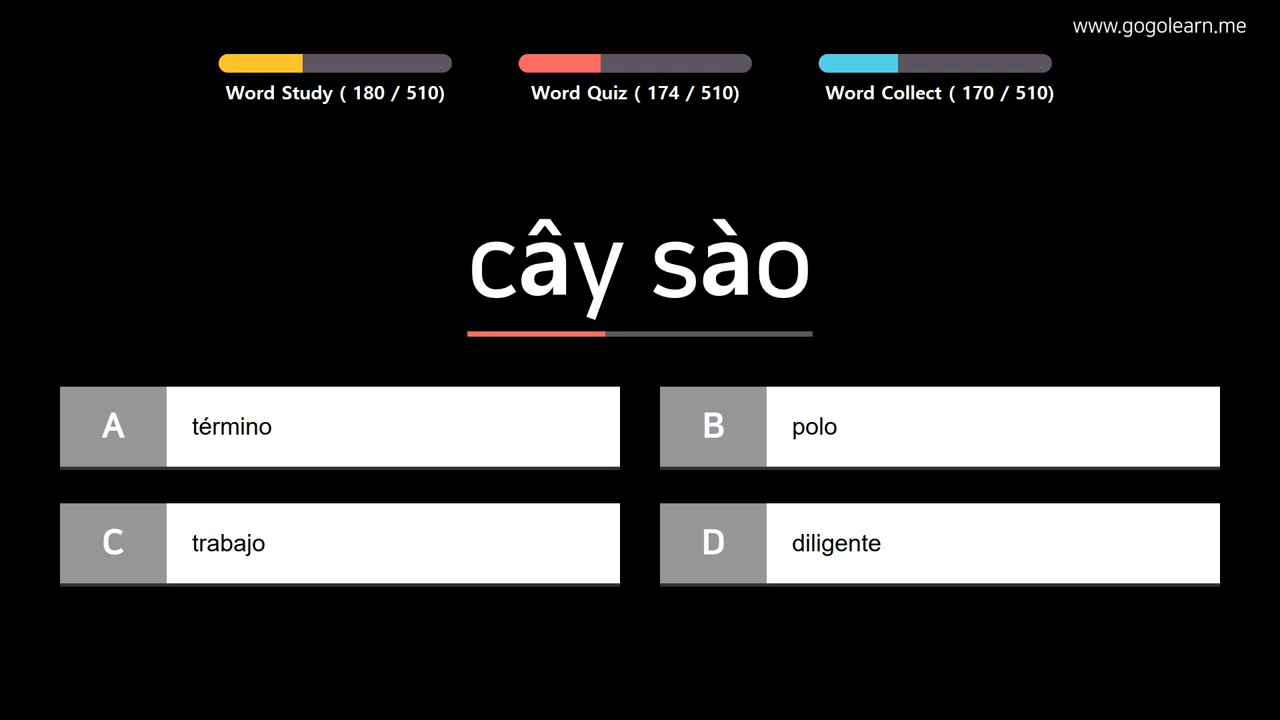 www.gogolearn.me
Word Study ( 180 / 510)
Word Quiz ( 174 / 510)
Word Collect ( 170 / 510)
cây sào
A término
B polo
C trabajo
D diligente